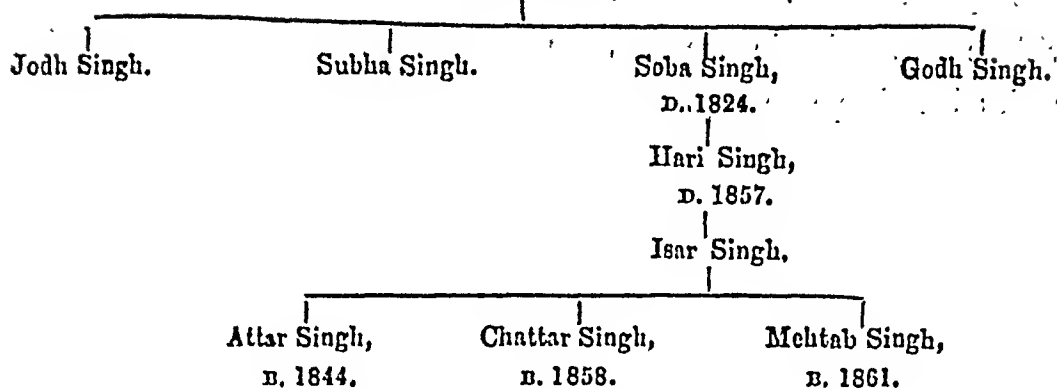 Jodh Singh. Subha Singh. Soba Singh, Godh Singh.
D. 1824.
Hari Singh,
D. 1857.
Isar Singh.
Attar Singh, Chattar Singh, Mehtab Singh,
B. 1844. B. 1858. B. 1861.